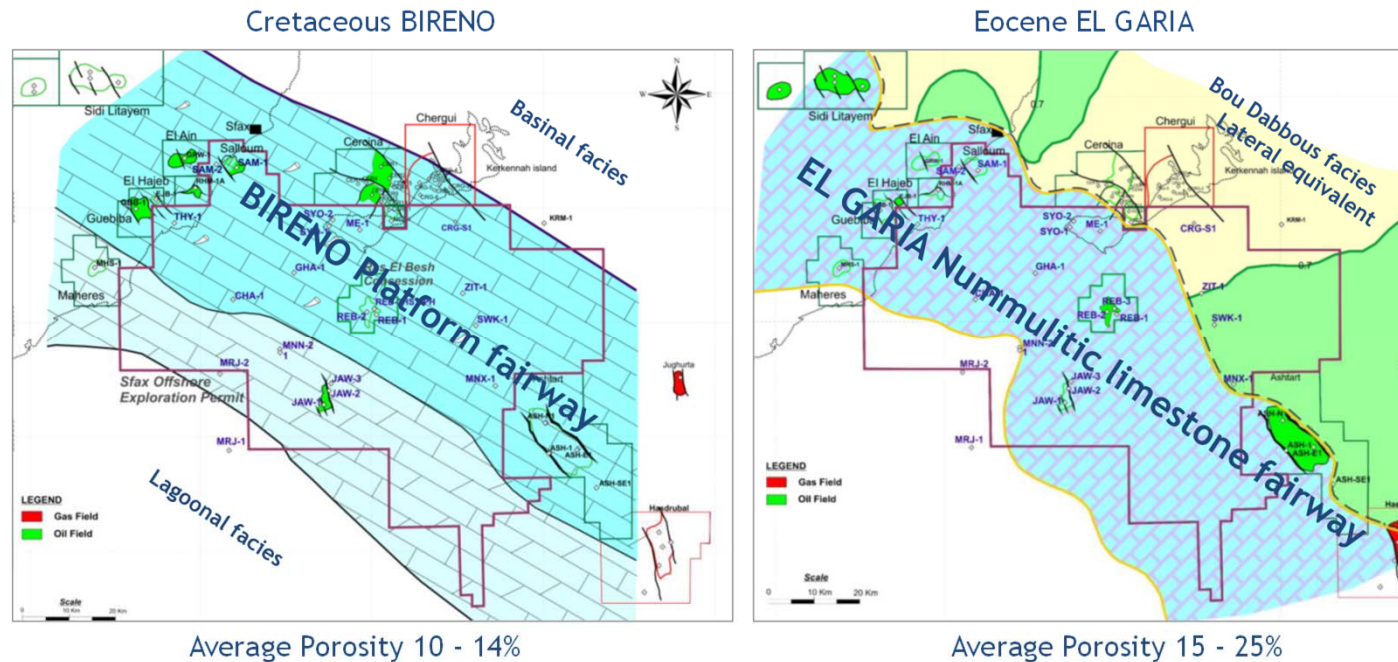 Cretaceous BIRENO
Eocene EL GARIA
Sidi Litayem
Sfax
El Ain
Salloum
SAM-1
SAM-2
El Hajeb
Guebiba
THY-1
Cercina
Chergui
Kerkennah island
Basinal facies
N
W
E
S
SYO-2
ME-1
CRG-S1
KRM-1
MHS-1
Maheres
GHA-1
CHA-1
ZIT-1
SWK-1
REB-2
REB-1
BIRENO Platform fairway
MNN-2
1
MRJ-2
Sfax Offshore
Exploration Permit
JAW-3
JAW-2
JAW-1
MNX-1
Ashtart
Jughurta
MRJ-1
ASH-1
ASH-SE1
Lagoonal facies
Hasdrubal
LEGEND
Gas Field
Oil Field
Scale
0 10 Km 20 Km
Average Porosity 10 - 14%
Sidi Litayem
0.7
Bou Dabbous facies
Lateral equivalent
Sfax
El Ain
Salloum
SAM-1
SAM-2
El Hajeb
Guebiba
THY-1
Cercina
Chergui
Kerkennah island
SYO-2
SYO-1
ME-1
CRG-S1
KRM-1
0.7
MHS-1
Maheres
GHA-1
ZIT-1
SWK-1
REB-3
REB-2
REB-1
EL GARIA Nummulitic limestone fairway
MRJ-2
JAW-3
JAW-2
JAW-1
MNX-1
Ashtart
ASH-N
MRJ-1
ASH-1
ASH-E1
ASH-SE1
LEGEND
Gas Field
Oil Field
Scale
0 10 Km 20 Km
Average Porosity 15 - 25%